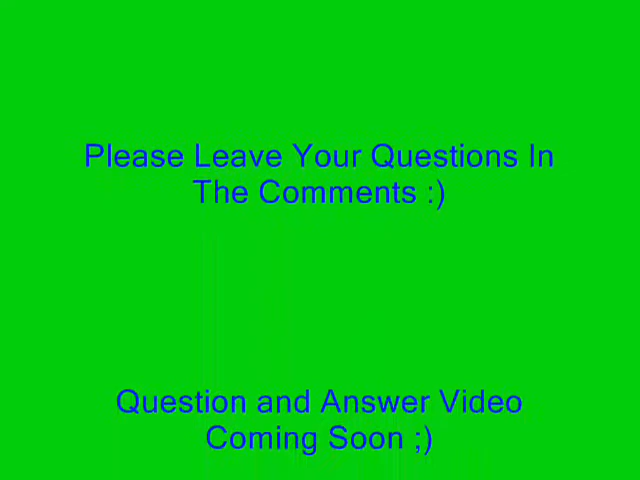 Please Leave Your Questions In
The Comments :)
Question and Answer Video
Coming Soon ;)